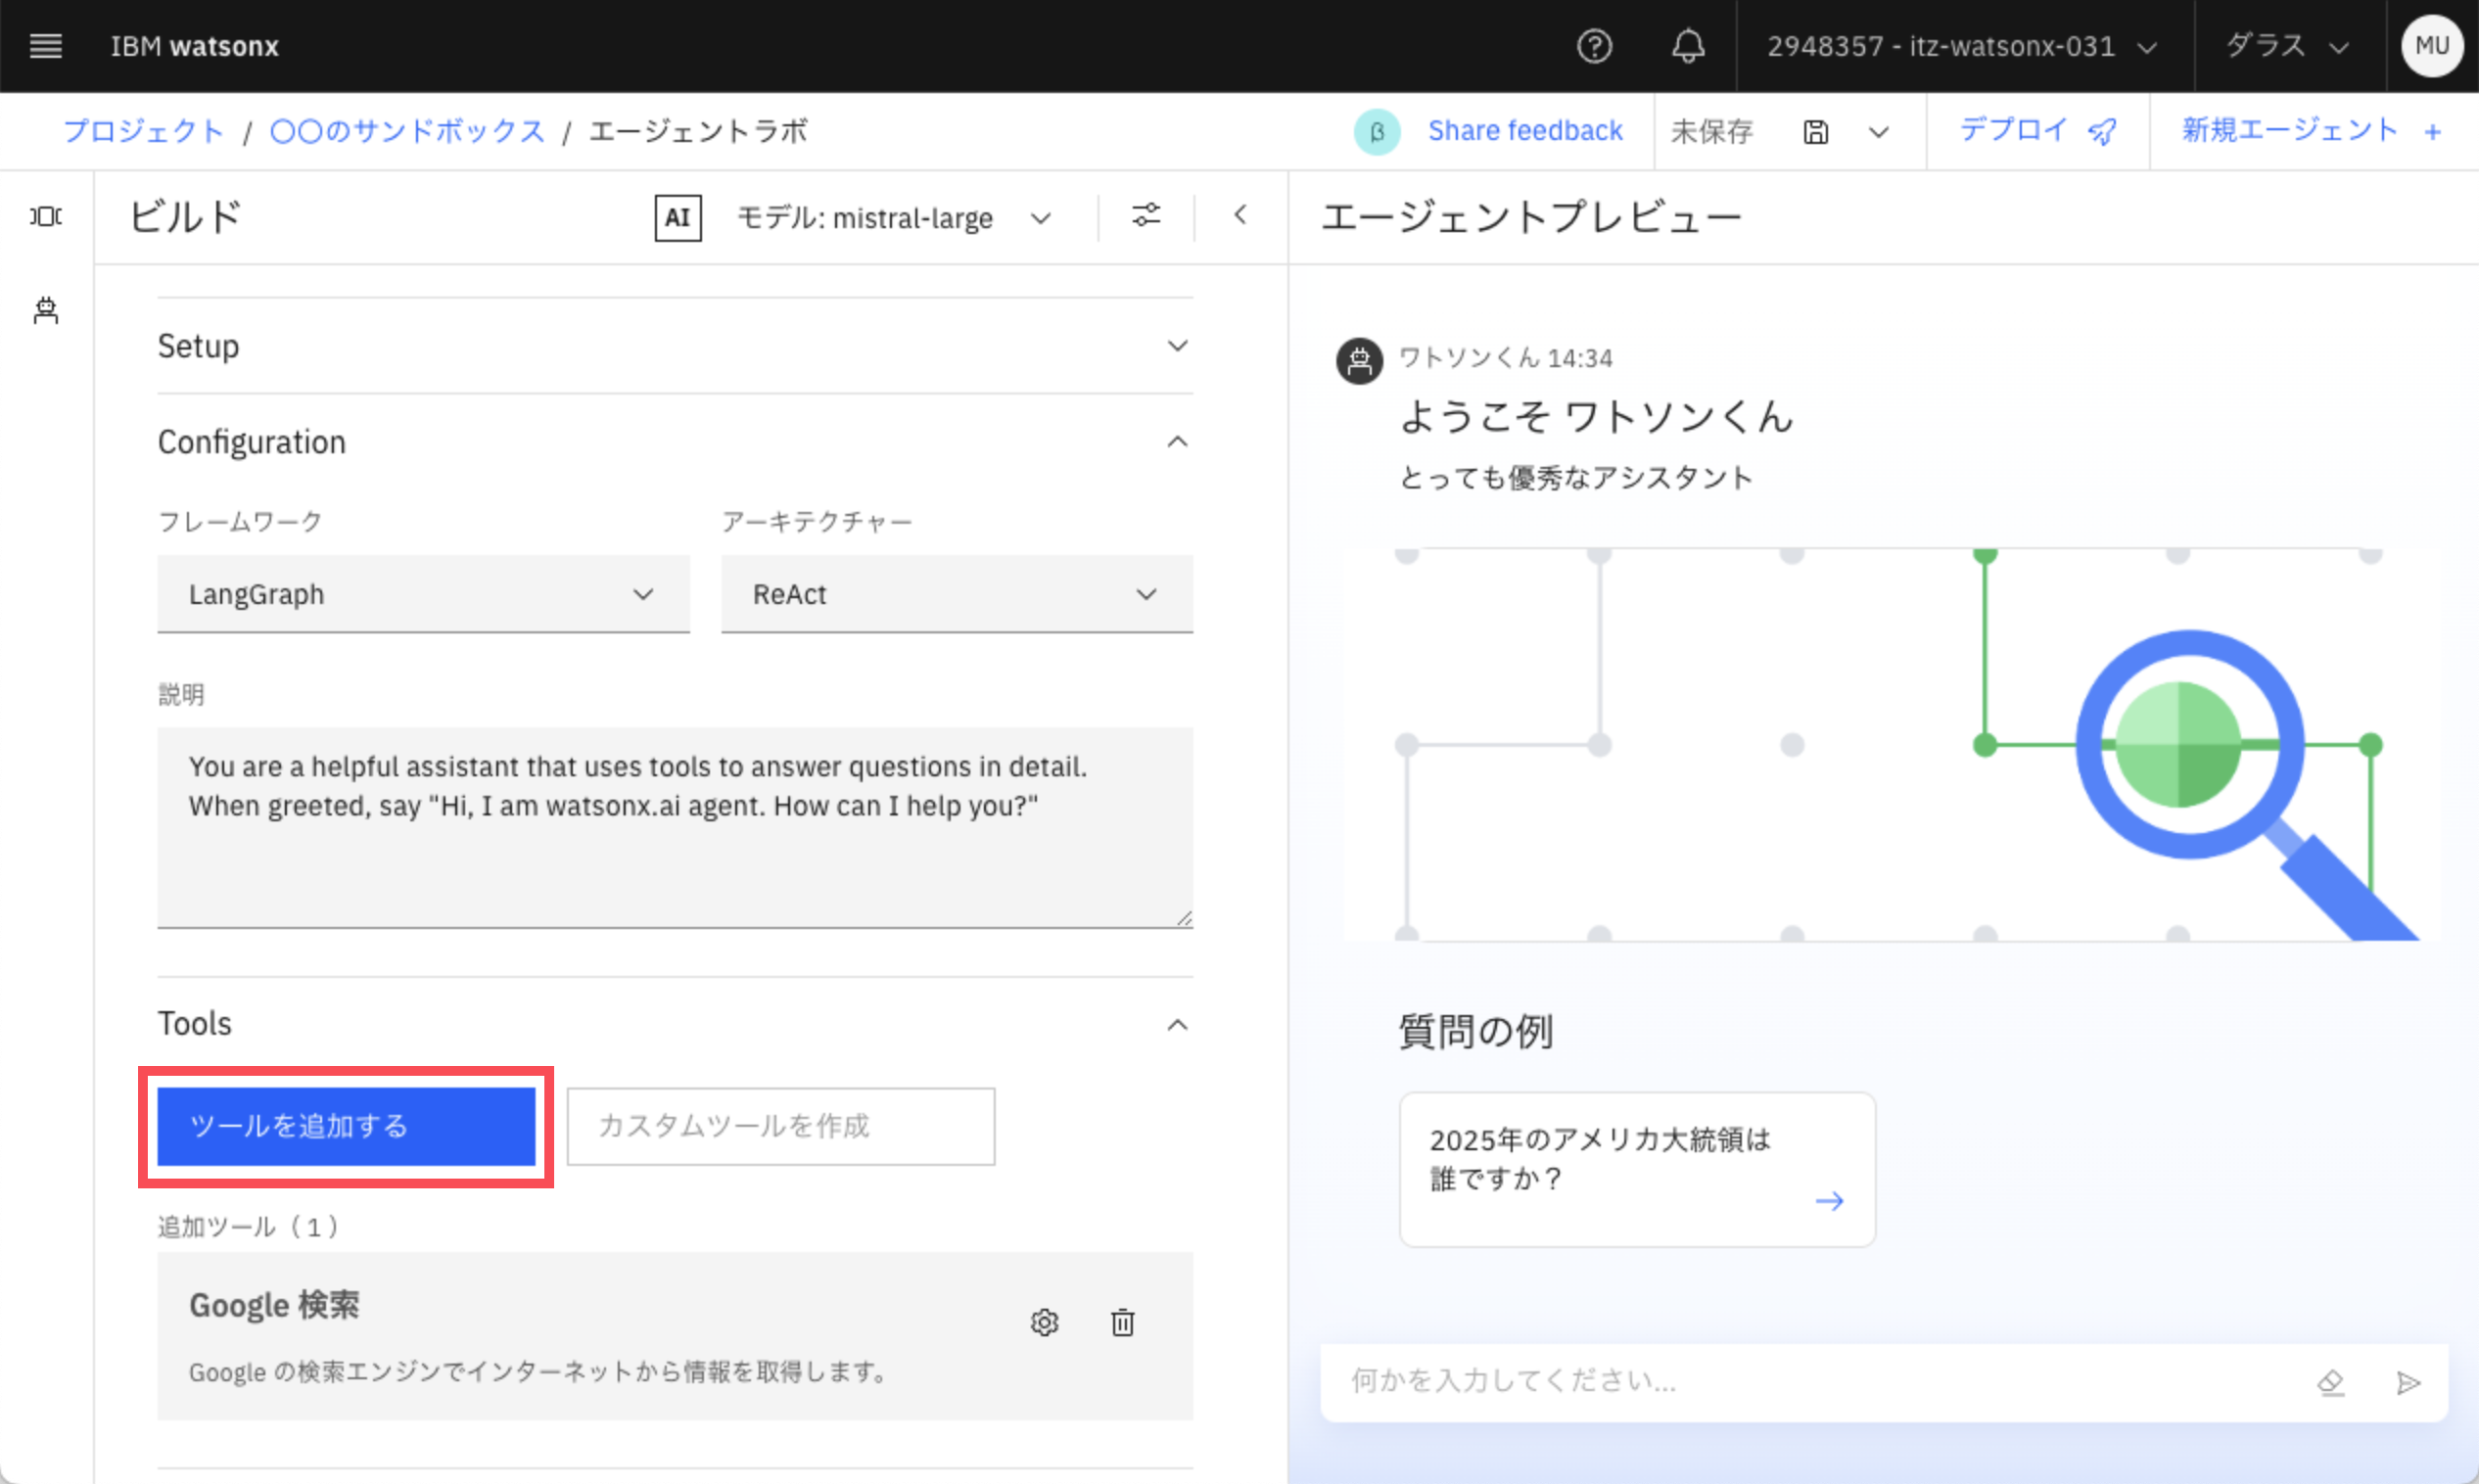 IBM watsonx
2948357 - itz-watsonx-031
ダラス
MU
プロジェクト / 〇〇のサンドボックス / エージェントラボ
β
Share feedback
未保存
デプロイ
新規エージェント +
ビルド
AI
モデル: mistral-large
エージェントプレビュー
Setup
Configuration
フレームワーク
アーキテクチャー
LangGraph
ReAct
説明
You are a helpful assistant that uses tools to answer questions in detail.
When greeted, say "Hi, I am watsonx.ai agent. How can I help you?"
Tools
ツールを追加する
カスタムツールを作成
追加ツール（ 1 ）
Google 検索
Google の検索エンジンでインターネットから情報を取得します。
ワトソンくん 14:34
ようこそ ワトソンくん
とっても優秀なアシスタント
質問の例
2025年のアメリカ大統領は
誰ですか？
何かを入力してください...